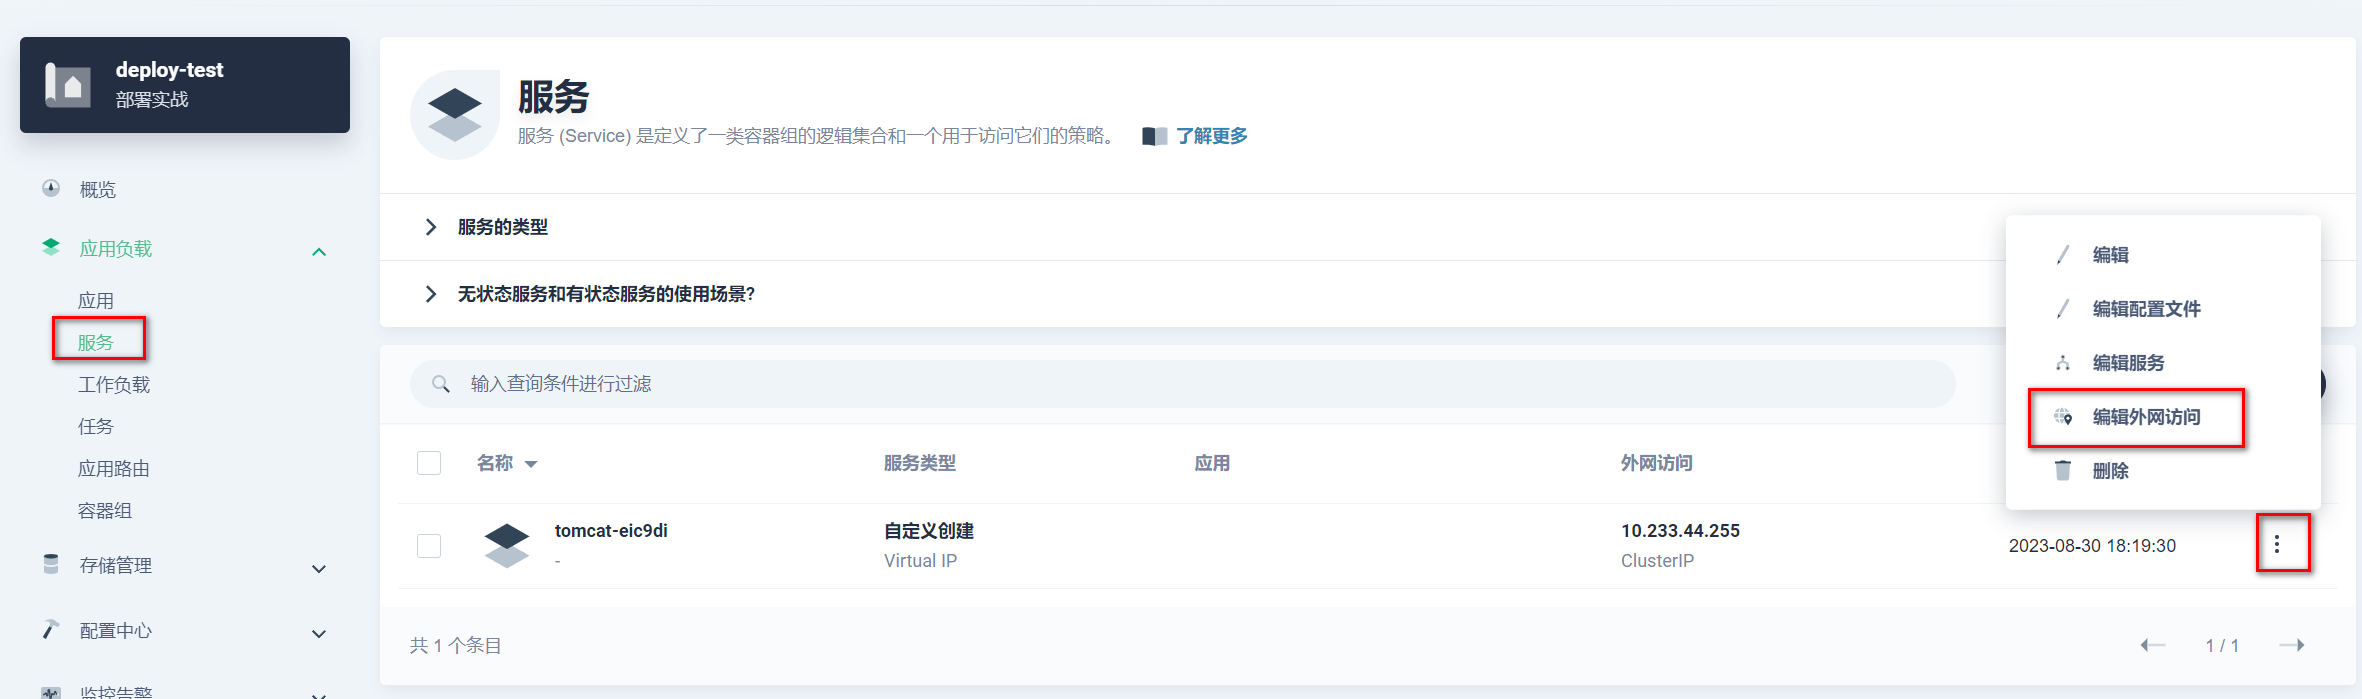 deploy-test
部署实战
概览
应用负载
应用
服务
工作负载
任务
应用路由
容器组
存储管理
配置中心
监控告警
服务
服务 (Service) 是定义了一类容器组的逻辑集合和一个用于访问它们的策略。 了解更多
服务的类型
无状态服务和有状态服务的使用场景?
输入查询条件进行过滤
名称 服务类型 应用 外网访问
tomcat-eic9di 自定义创建 10.233.44.255 2023-08-30 18:19:30
- Virtual IP ClusterIP
共 1 个条目 1 / 1
编辑
编辑配置文件
编辑服务
编辑外网访问
删除